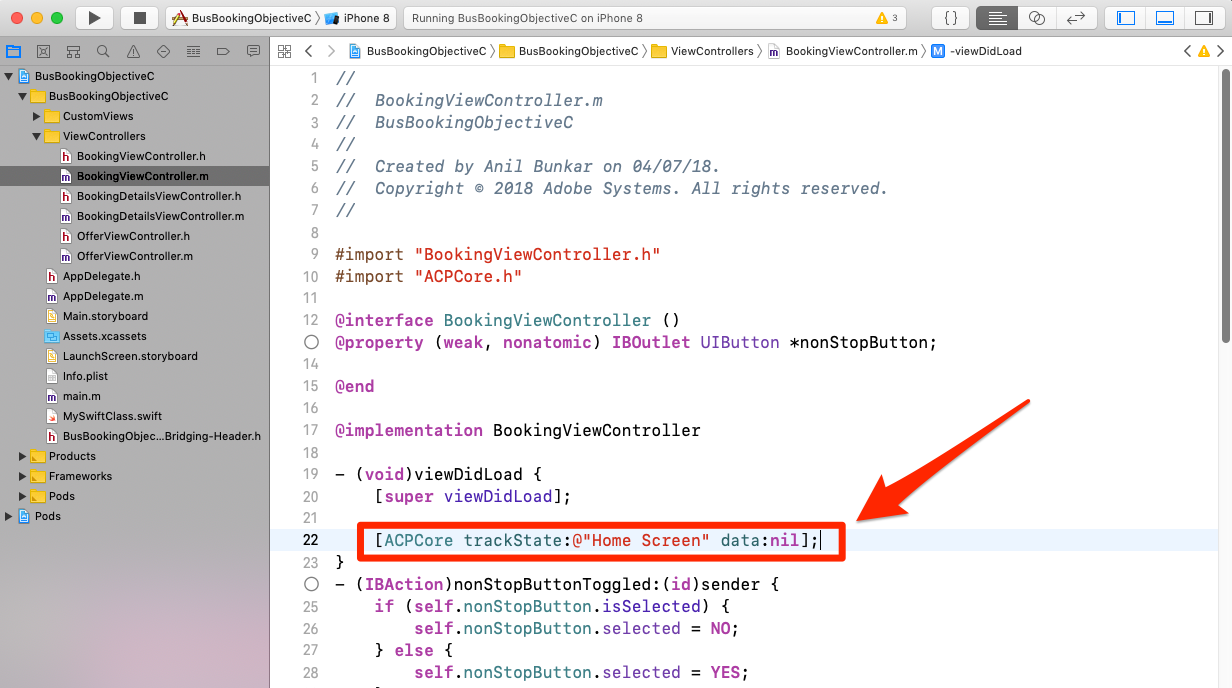 BusBookingObjectiveC
iPhone 8
Running BusBookingObjectiveC on iPhone 8
3
{ }
BusBookingObjectiveC
BusBookingObjectiveC
ViewControllers
BookingViewController.m
M
-viewDidLoad
BusBookingObjectiveC
BusBookingObjectiveC
CustomViews
ViewControllers
h BookingViewController.h
m BookingViewController.m
h BookingDetailsViewController.h
m BookingDetailsViewController.m
h OfferViewController.h
m OfferViewController.m
h AppDelegate.h
m AppDelegate.m
Main.storyboard
Assets.xcassets
LaunchScreen.storyboard
Info.plist
m main.m
MySwiftClass.swift
h BusBookingObjec...Bridging-Header.h
Products
Frameworks
Pods
Pods
1 //
2 //  BookingViewController.m
3 //  BusBookingObjectiveC
4 //
5 //  Created by Anil Bunkar on 04/07/18.
6 //  Copyright © 2018 Adobe Systems. All rights reserved.
7 //
8
9 #import "BookingViewController.h"
10 #import "ACPCore.h"
11
12 @interface BookingViewController ()
@property (weak, nonatomic) IBOutlet UIButton *nonStopButton;
14
15 @end
16
17 @implementation BookingViewController
18
19 - (void)viewDidLoad {
20     [super viewDidLoad];
21
22     [ACPCore trackState:@"Home Screen" data:nil];
23 }
- (IBAction)nonStopButtonToggled:(id)sender {
25     if (self.nonStopButton.isSelected) {
26         self.nonStopButton.selected = NO;
27     } else {
28         self.nonStopButton.selected = YES;